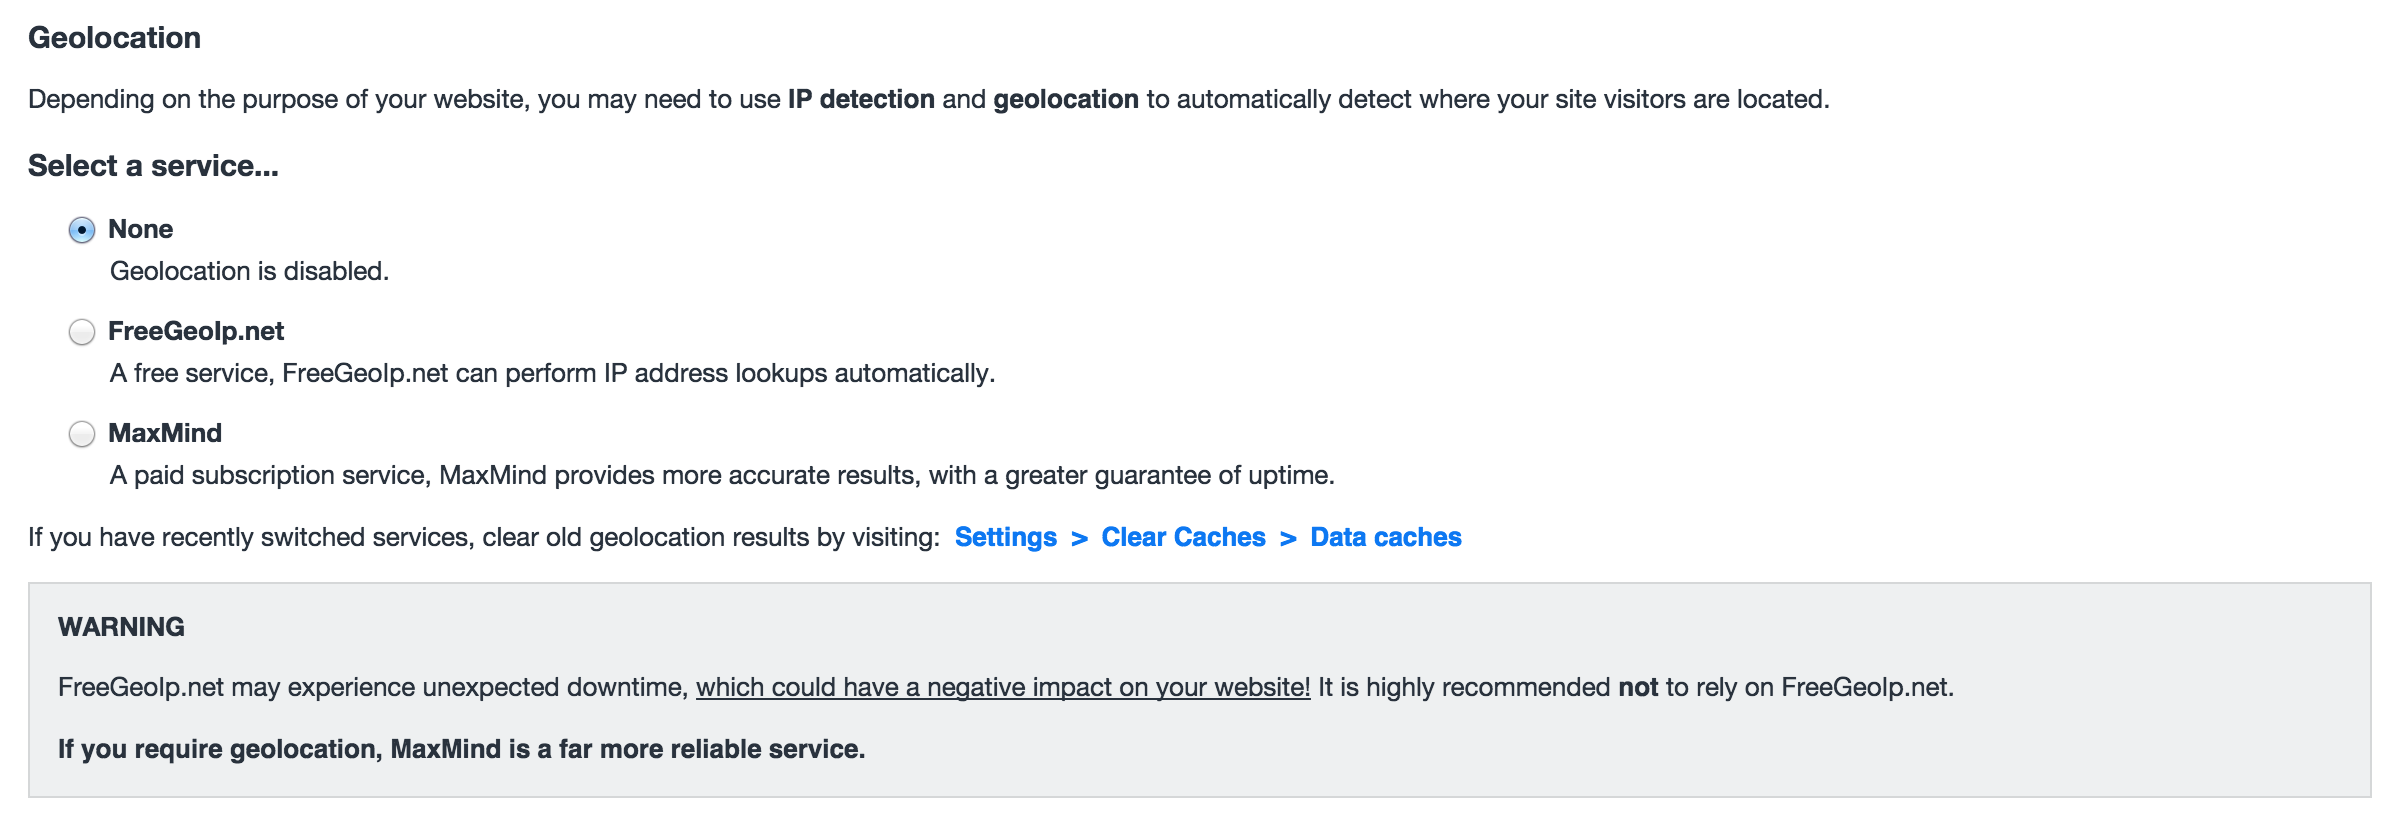 Geolocation
Depending on the purpose of your website, you may need to use IP detection and geolocation to automatically detect where your site visitors are located.
Select a service...
None
Geolocation is disabled.
FreeGeoIp.net
A free service, FreeGeoIp.net can perform IP address lookups automatically.
MaxMind
A paid subscription service, MaxMind provides more accurate results, with a greater guarantee of uptime.
If you have recently switched services, clear old geolocation results by visiting: Settings > Clear Caches > Data caches
WARNING
FreeGeoIp.net may experience unexpected downtime, which could have a negative impact on your website! It is highly recommended not to rely on FreeGeoIp.net.
If you require geolocation, MaxMind is a far more reliable service.